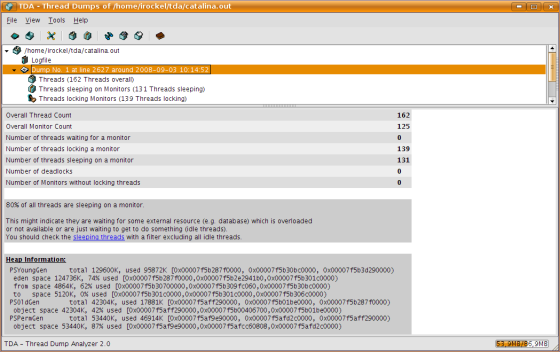 TDA - Thread Dumps of /home/irockel/tda/catalina.out
File View Tools Help
/home/irockel/tda/catalina.out
Logfile
Dump No. 1 at line 2627 around 2008-09-03 10:14:52
Threads (162 Threads overall)
Threads sleeping on Monitors (131 Threads sleeping)
Threads locking Monitors (139 Threads locking)
Overall Thread Count 162
Overall Monitor Count 125
Number of threads waiting for a monitor 0
Number of threads locking a monitor 139
Number of threads sleeping on a monitor 131
Number of deadlocks 0
Number of Monitors without locking threads 0
80% of all threads are sleeping on a monitor.
This might indicate they are waiting for some external resource (e.g. database) which is overloaded
or not available or are just waiting to get to do something (idle threads).
You should check the sleeping threads with a filter excluding all idle threads.
Heap Information:
PSYoungGen total 129600K, used 95872K [0x00007f5b287f0000, 0x00007f5b30bc0000, 0x00007f5b3d290000)
eden space 124736K, 74% used [0x00007f5b287f0000,0x00007f5b2e2941b0,0x00007f5b301c0000)
from space 4864K, 62% used [0x00007f5b30700000,0x00007f5b309fc060,0x00007f5b30bc0000)
to space 5120K, 0% used [0x00007f5b301c0000,0x00007f5b301c0000,0x00007f5b306c0000)
PSOldGen total 42304K, used 17881K [0x00007f5aff290000, 0x00007f5b01be0000, 0x00007f5b287f0000)
object space 42304K, 42% used [0x00007f5aff290000,0x00007f5b00406700,0x00007f5b01be0000)
PSPermGen total 53440K, used 46914K [0x00007f5af9e90000, 0x00007f5afd2c0000, 0x00007f5aff290000)
object space 53440K, 87% used [0x00007f5af9e90000,0x00007f5afcc60808,0x00007f5afd2c0000)
TDA - Thread Dump Analyzer 2.0